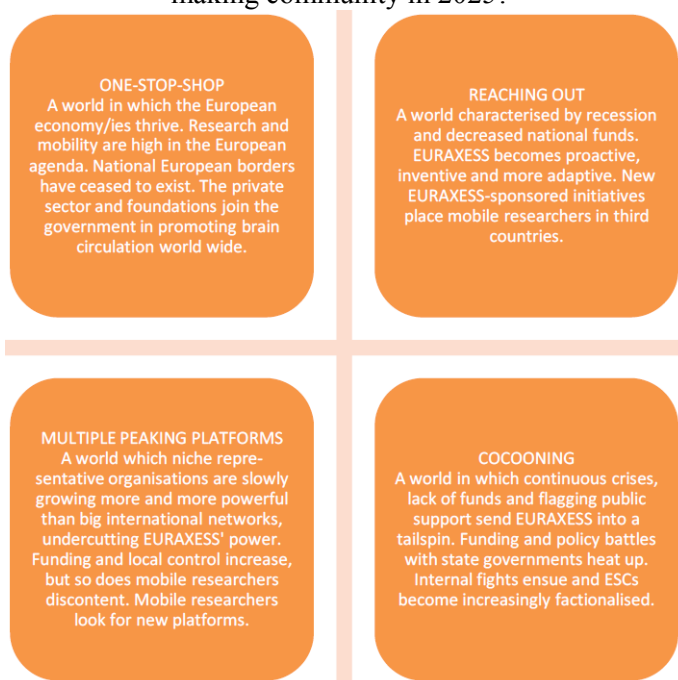 making community in 2025?
ONE-STOP-SHOP
A world in which the European
economy/ies thrive. Research and
mobility are high in the European
agenda. National European borders
have ceased to exist. The private
sector and foundations join the
government in promoting brain
circulation world wide.
REACHING OUT
A world characterised by recession
and decreased national funds.
EURAXESS becomes proactive,
inventive and more adaptive. New
EURAXESS-sponsored initiatives
place mobile researchers in third
countries.
MULTIPLE PEAKING PLATFORMS
A world which niche repre-
sentative organisations are slowly
growing more and more powerful
than big international networks,
undercutting EURAXESS' power.
Funding and local control increase,
but so does mobile researchers
discontent. Mobile researchers
look for new platforms.
COCOONING
A world in which continuous crises,
lack of funds and flagging public
support send EURAXESS into a
tailspin. Funding and policy battles
with state governments heat up.
Internal fights ensue and ESCs
become increasingly factionalised.